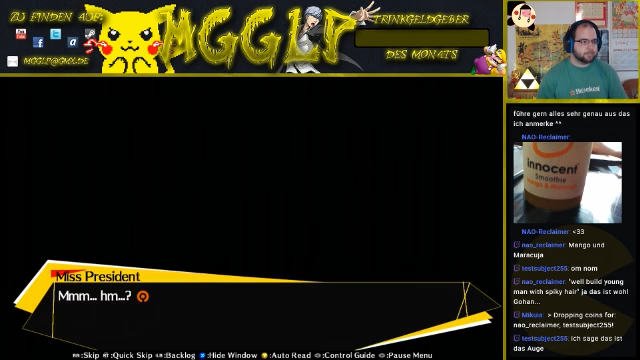 ZU FINDEN AUF:
MGGLP@GMX.DE
MGGLP
TRINKGELDGEBER
DES MONATS
Heineken
führe gern alles sehr genau aus das
ich anmerke ^^
NAO-Reclaimer:
innocent
Smoothie
NAO-Reclaimer: <33
nao_reclaimer: Mango und
Maracuja
testsubject255: om nom
nao_reclaimer: "well build young
man with spiky hair" ja das ist wohl
Gohan...
Mikuia: > Dropping coins for:
nao_reclaimer, testsubject255!
testsubject255: ich sage das ist
das Auge
Miss President
Mmm... hm...?
:Skip
:Quick Skip
:Backlog
:Hide Window
:Auto Read
:Control Guide
:Pause Menu